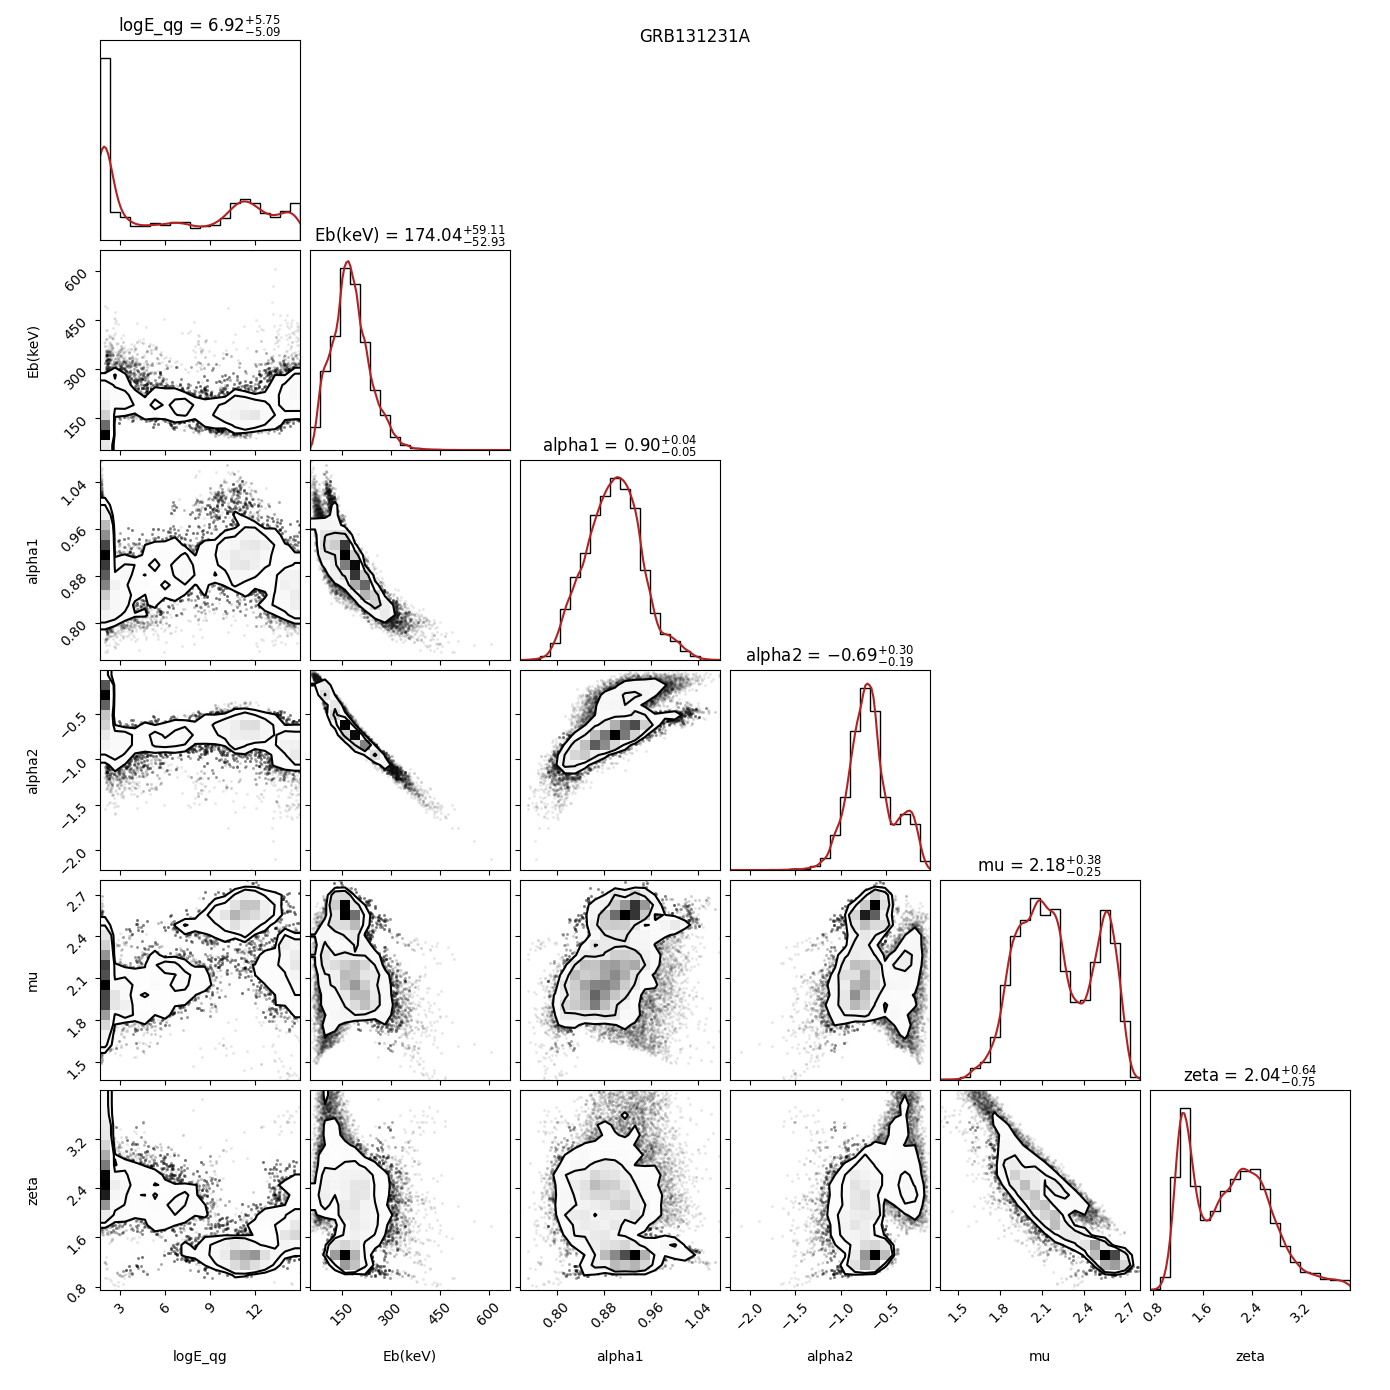 GRB131231A
logE_qg = 6.92+5.75−5.09
Eb(keV) = 174.04+59.11−52.93
alpha1 = 0.90+0.04−0.05
alpha2 = −0.69+0.30−0.19
mu = 2.18+0.38−0.25
zeta = 2.04+0.64−0.75
Eb(keV)
600
450
300
150
alpha1
1.04
0.96
0.88
0.80
alpha2
−0.5
−1.0
−1.5
−2.0
mu
2.7
2.4
2.1
1.8
1.5
zeta
3.2
2.4
1.6
0.8
3 6 9 12
150 300 450 600
0.80 0.88 0.96 1.04
−2.0 −1.5 −1.0 −0.5
1.5 1.8 2.1 2.4 2.7
0.8 1.6 2.4 3.2
logE_qg Eb(keV) alpha1 alpha2 mu zeta